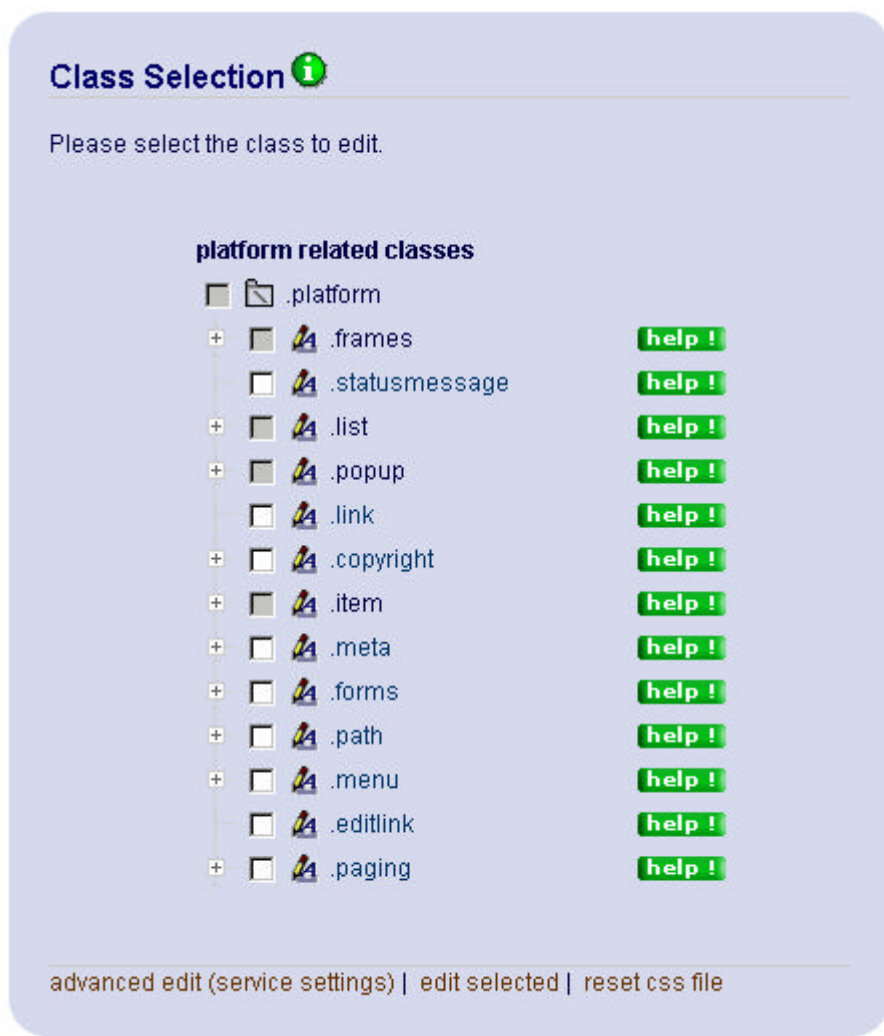 Class Selection
Please select the class to edit.
platform related classes
.platform
.frames help !
.statusmessage help !
.list help !
.popup help !
.link help !
.copyright help !
.item help !
.meta help !
.forms help !
.path help !
.menu help !
.editlink help !
.paging help !
advanced edit (service settings) | edit selected | reset css file